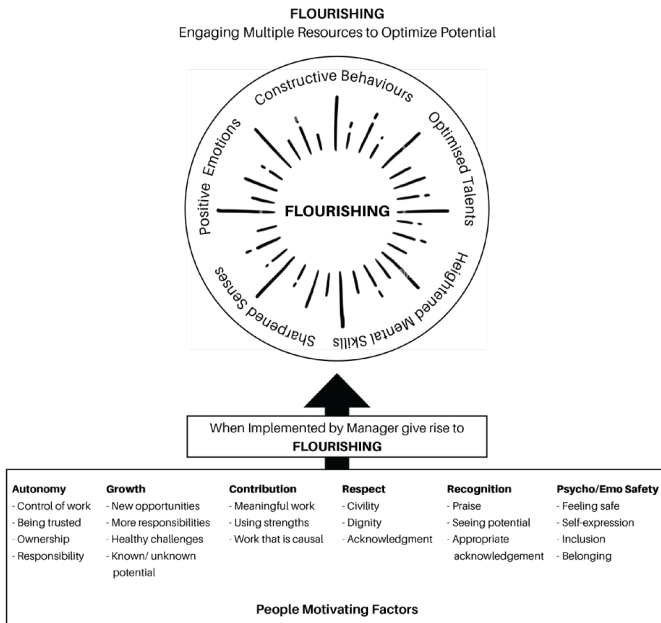 FLOURISHING
Engaging Multiple Resources to Optimize Potential
Constructive Behaviours
Optimised Talents
Heightened Mental Skills
Sharpened Senses
Positive Emotions
FLOURISHING
When Implemented by Manager give rise to
FLOURISHING
Autonomy
- Control of work
- Being trusted
- Ownership
- Responsibility
Growth
- New opportunities
- More responsibilities
- Healthy challenges
- Known/ unknown
potential
Contribution
- Meaningful work
- Using strengths
- Work that is causal
Respect
- Civility
- Dignity
- Acknowledgment
Recognition
- Praise
- Seeing potential
- Appropriate
acknowledgement
Psycho/Emo Safety
- Feeling safe
- Self-expression
- Inclusion
- Belonging
People Motivating Factors